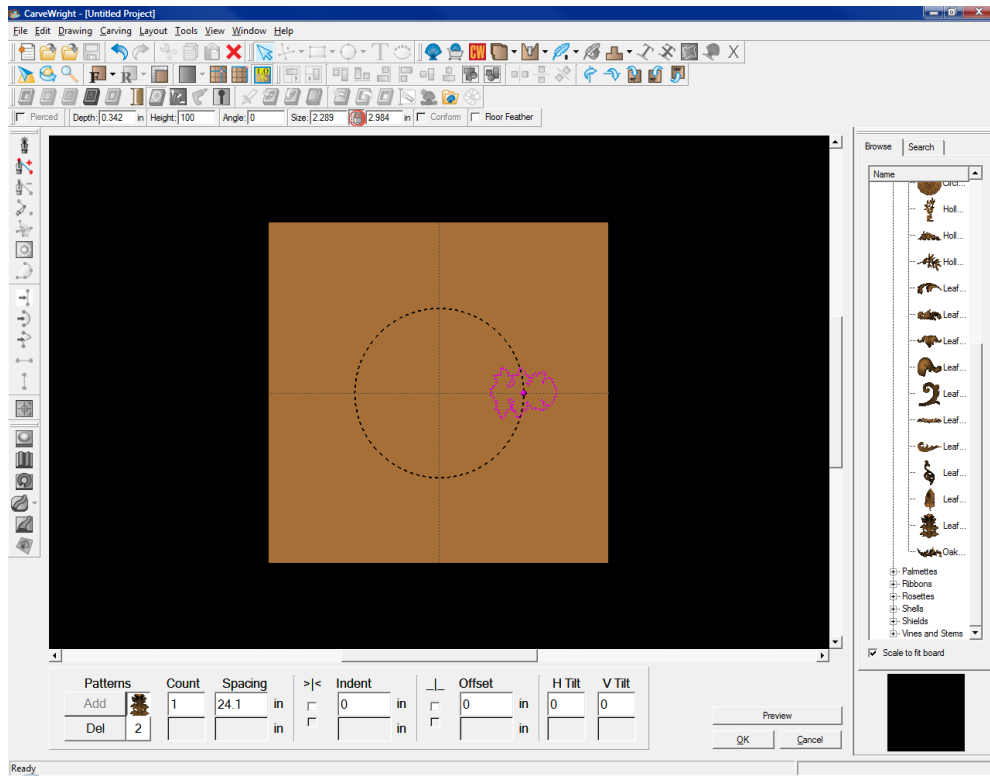 CarveWright - [Untitled Project]
File Edit Drawing Carving Layout Tools View Window Help
CW
Pierced Depth: 0.342 in Height: 100 Angle: 0 Size: 2.289 2.984 in Conform Floor Feather
Browse Search
Name
Circl...
Holl...
Holl...
Holl...
Leaf...
Leaf...
Leaf...
Leaf...
Leaf...
Leaf...
Leaf...
Leaf...
Leaf...
Leaf...
Oak...
Palmettes
Ribbons
Rosettes
Shells
Shields
Vines and Stems
Scale to fit board
Patterns Count Spacing >|< Indent _|_ Offset H Tilt V Tilt
Add 1 24.1 in 0 in 0 in 0 0
Del 2 in in in
Preview
OK Cancel
Ready